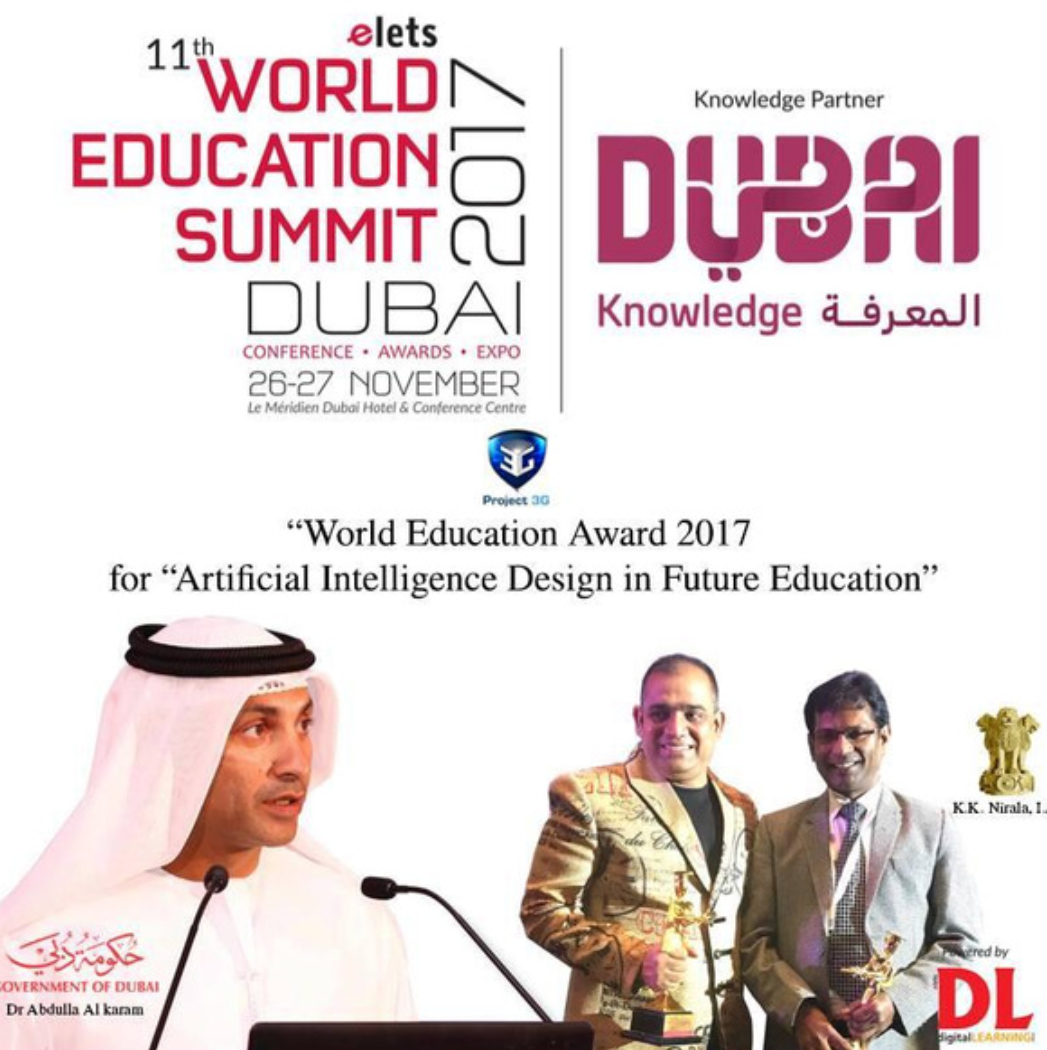 elets
11th WORLD
EDUCATION
SUMMIT
2017
DUBAI
CONFERENCE • AWARDS • EXPO
26-27 NOVEMBER
Le Méridien Dubai Hotel & Conference Centre
Knowledge Partner
DUBAI
دبي
Knowledge المعرفة
3G
Project 3G
“World Education Award 2017
for “Artificial Intelligence Design in Future Education”
K.K. Nirala, I.
حكومة دبي
GOVERNMENT OF DUBAI
Dr Abdulla Al karam
Powered by
DL
digitalLEARNING